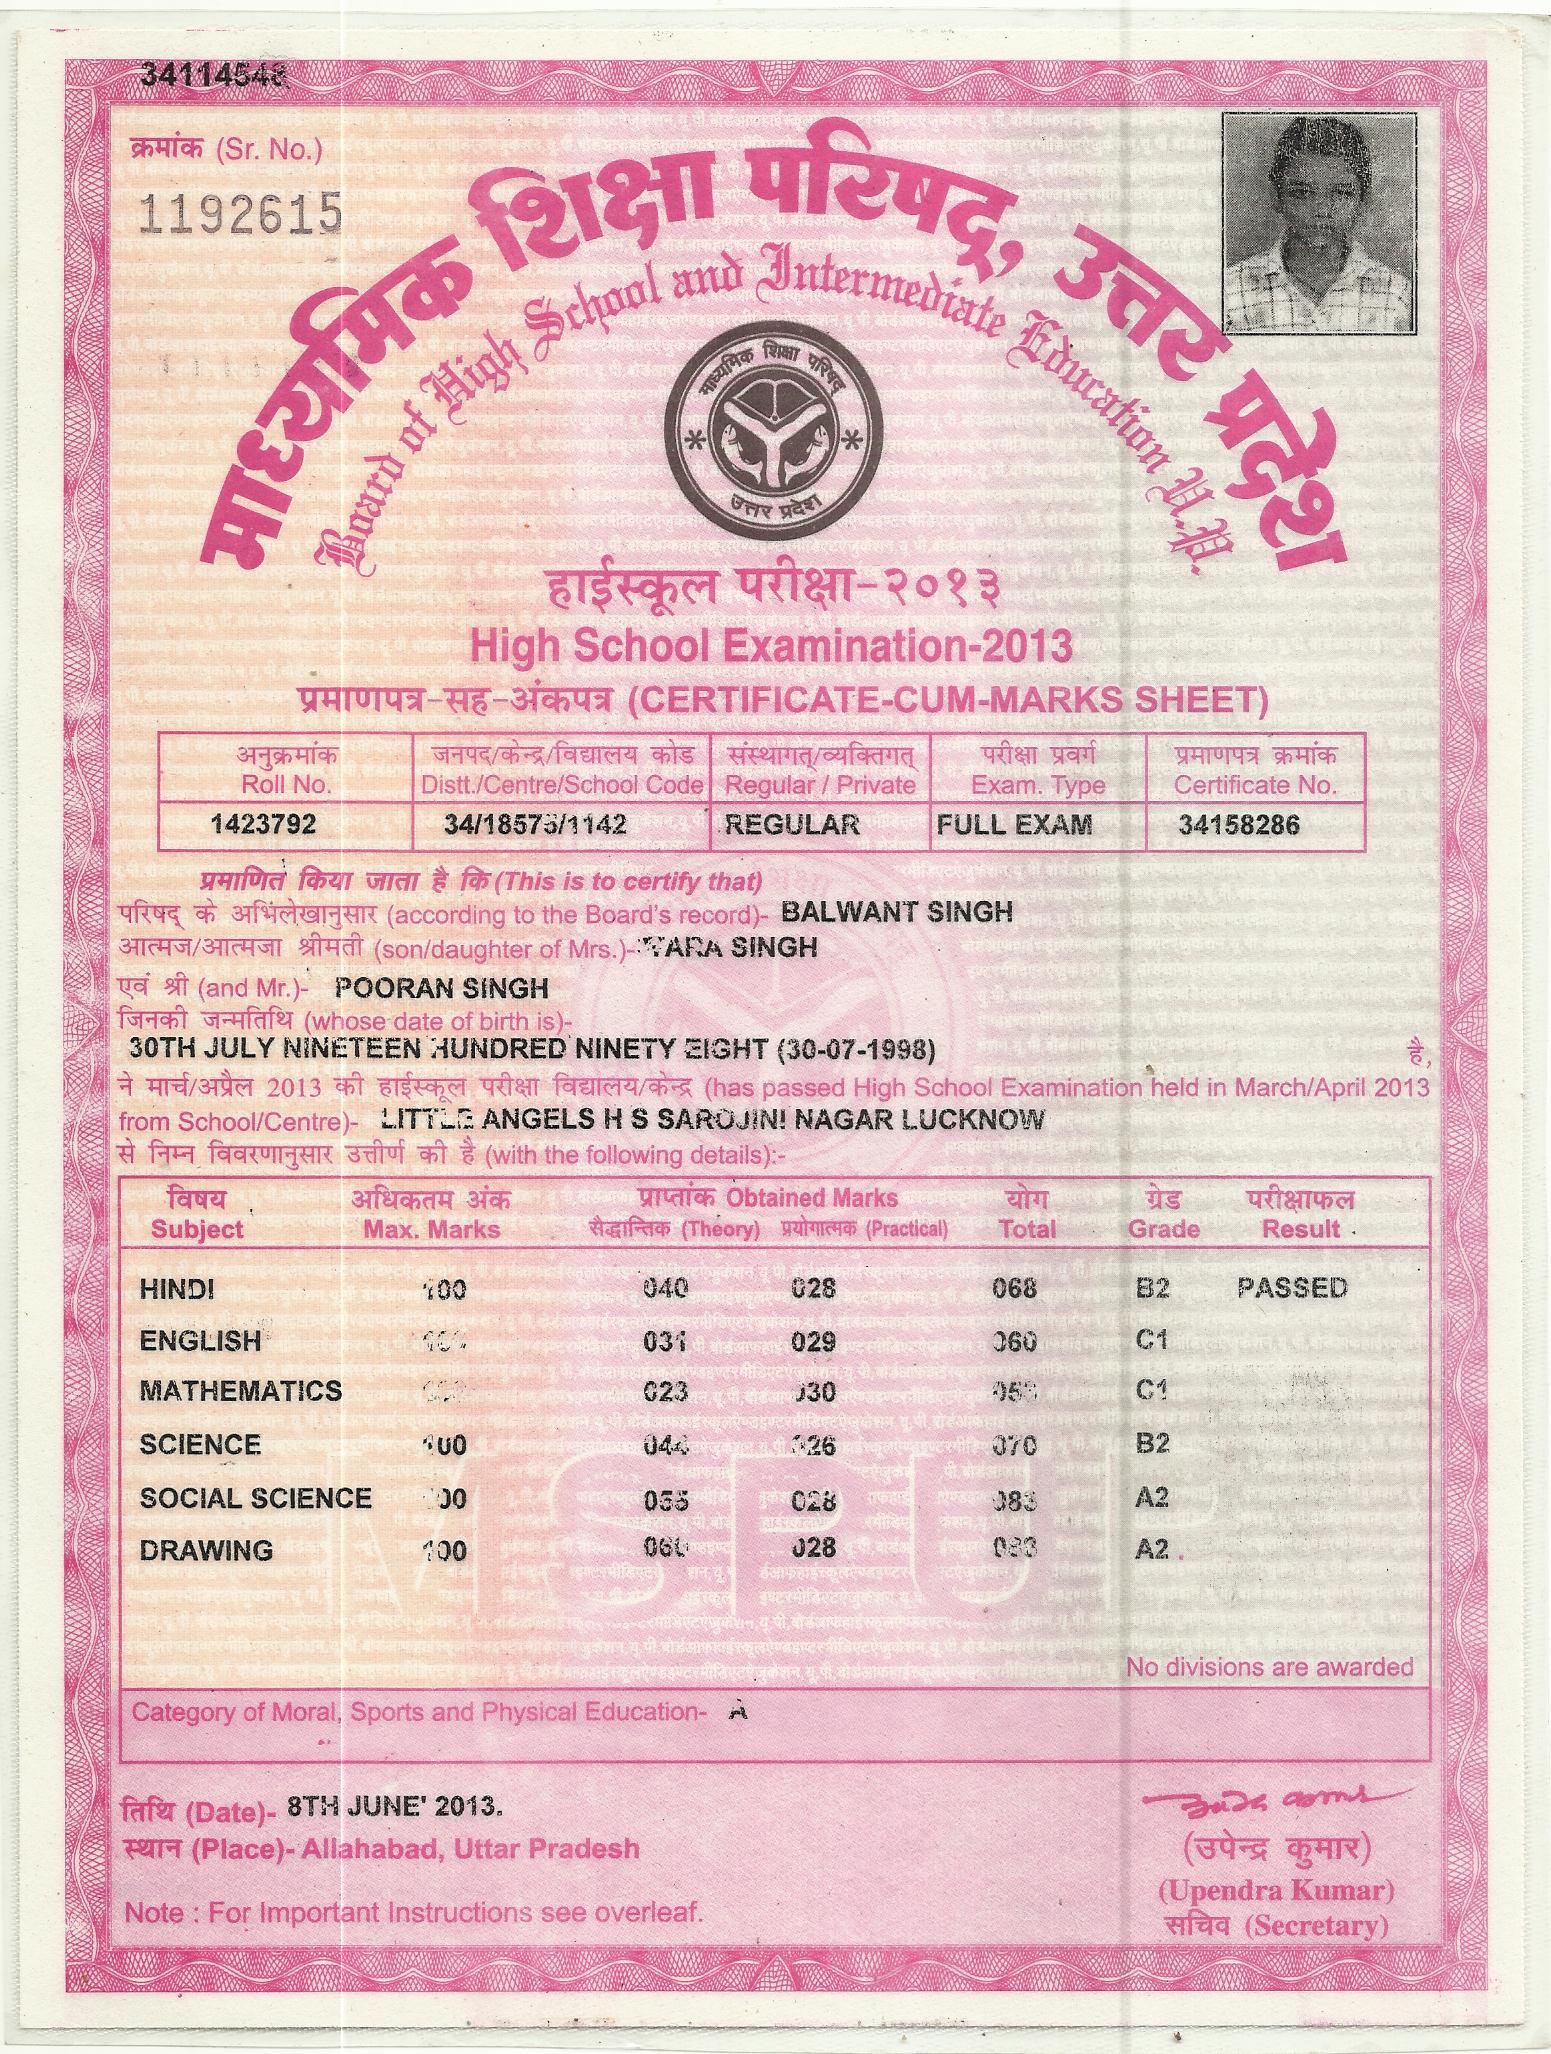 क्रमांक (Sr. No.)
1192615
माध्यमिक शिक्षा परिषद्, उत्तर प्रदेश
Board of High School and Intermediate Education U.P.
माध्यमिक शिक्षा परिषद्
उत्तर प्रदेश
हाईस्कूल परीक्षा-२०१३
High School Examination-2013
प्रमाणपत्र-सह-अंकपत्र (CERTIFICATE-CUM-MARKS SHEET)
अनुक्रमांक जनपद/केन्द्र/विद्यालय कोड संस्थागत्/व्यक्तिगत् परीक्षा प्रवर्ग प्रमाणपत्र क्रमांक
Roll No. Distt./Centre/School Code Regular / Private Exam. Type Certificate No.
1423792 REGULAR FULL EXAM 34158286
प्रमाणित किया जाता है कि (This is to certify that)
परिषद् के अभिलेखानुसार (according to the Board's record)- BALWANT SINGH
आत्मज/आत्मजा श्रीमती (son/daughter of Mrs.)- SINGH
एवं श्री (and Mr.)- POORAN SINGH
जिनकी जन्मतिथि (whose date of birth is)-
30TH JULY NINETEEN HUNDRED NINETY EIGHT (30-07-1998) है,
ने मार्च/अप्रैल 2013 की हाईस्कूल परीक्षा विद्यालय/केन्द्र (has passed High School Examination held in March/April 2013
from School/Centre)- LITTLE ANGELS H S SAROJINI NAGAR LUCKNOW
से निम्न विवरणानुसार उत्तीर्ण की है (with the following details):-
विषय अधिकतम अंक प्राप्तांक Obtained Marks योग ग्रेड परीक्षाफल
Subject Max. Marks सैद्धान्तिक (Theory) प्रयोगात्मक (Practical) Total Grade Result
HINDI 100 040 028 068 B2 PASSED
ENGLISH 031 029 060 C1
MATHEMATICS 023 030 C1
SCIENCE 100 044 026 070 B2
SOCIAL SCIENCE 100 055 028 083 A2
DRAWING 100 060 028 A2
No divisions are awarded
Category of Moral, Sports and Physical Education- A
तिथि (Date)- 8TH JUNE' 2013.
स्थान (Place)- Allahabad, Uttar Pradesh
(उपेन्द्र कुमार)
(Upendra Kumar)
सचिव (Secretary)
Note : For Important Instructions see overleaf.